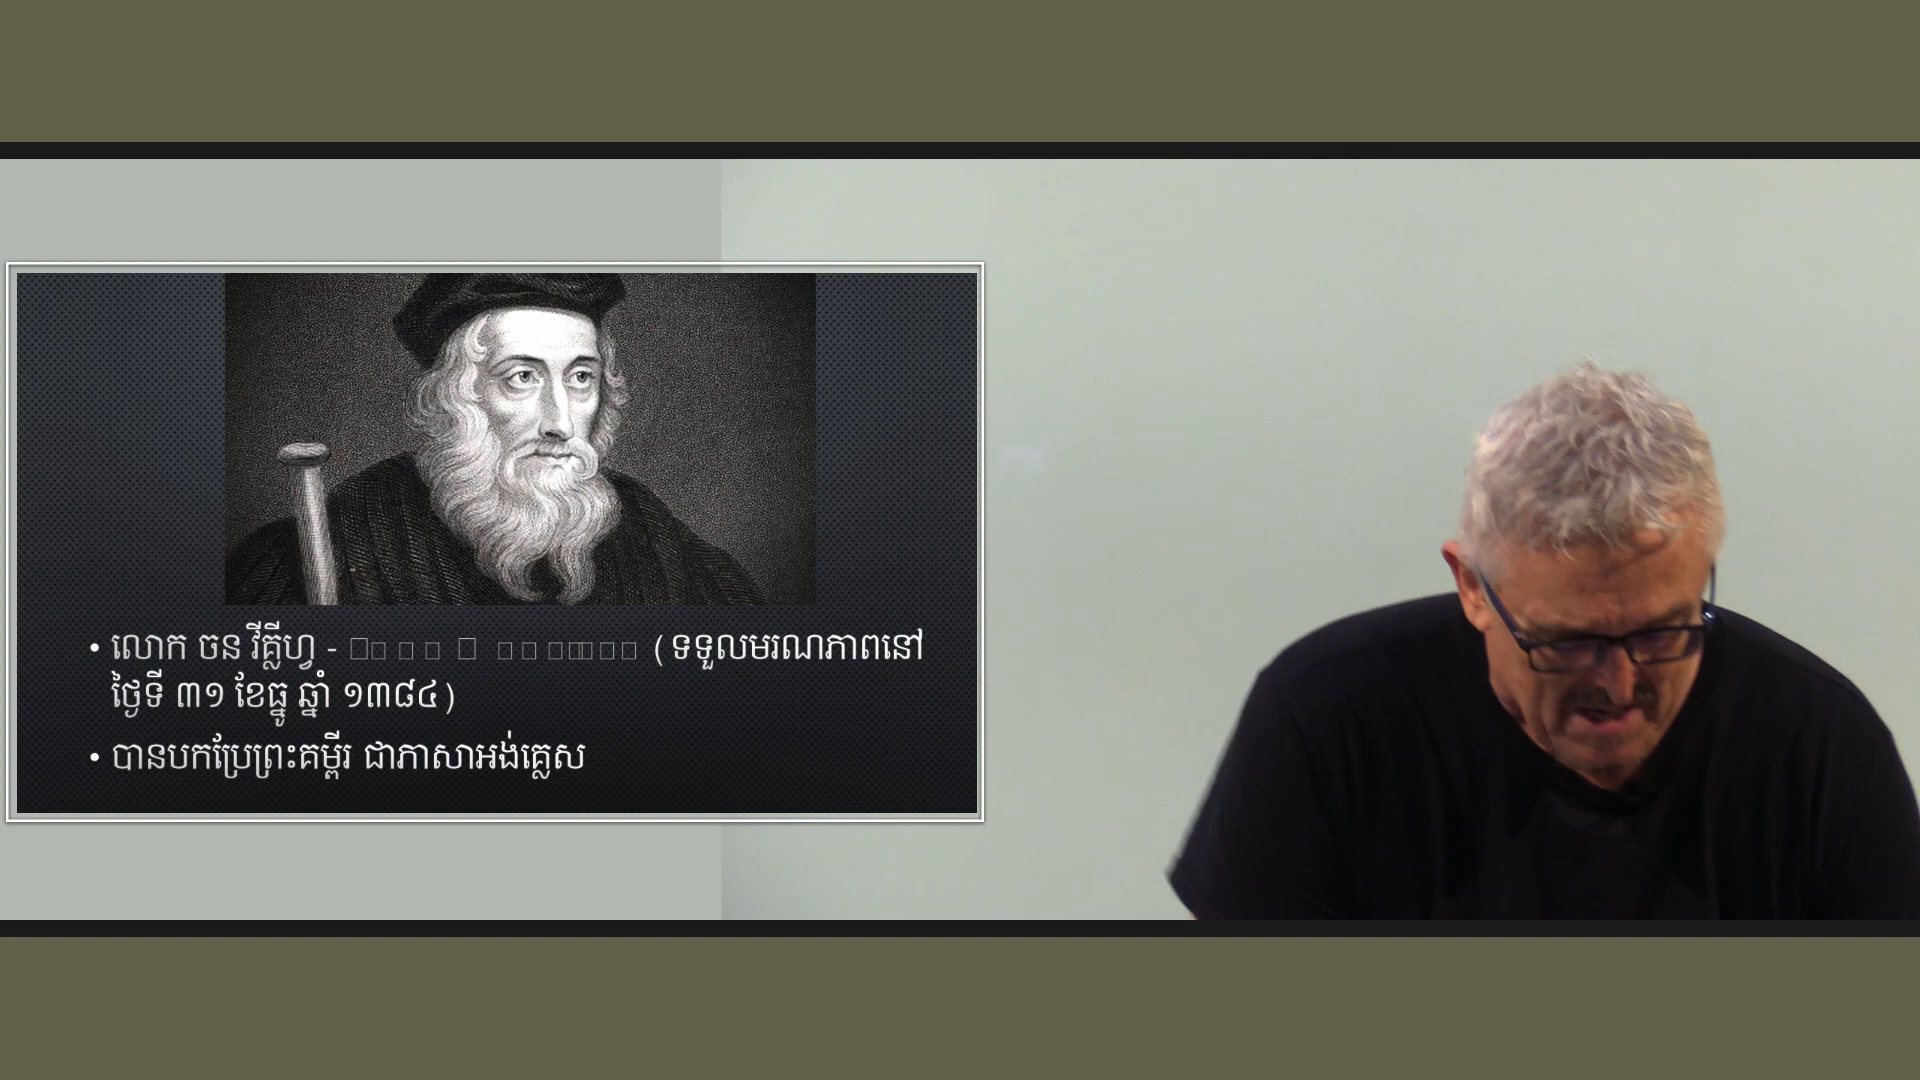 • លោក ចន វីគ្លីហ្វ - □□ □ □ □ □ □ □□□□□ (ទទួលមរណភាពនៅ
ថ្ងៃទី ៣១ ខែធ្នូ ឆ្នាំ ១៣៨៤)
• បានបកប្រែព្រះគម្ពីរ ជាភាសាអង់គ្លេស